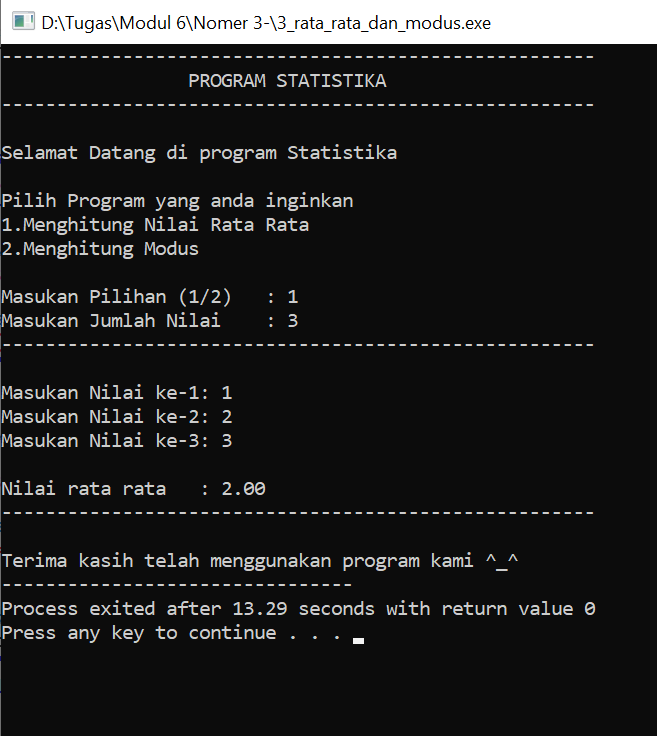 D:\Tugas\Modul 6\Nomer 3-\3_rata_rata_dan_modus.exe
------------------------------------------------------
PROGRAM STATISTIKA
------------------------------------------------------
Selamat Datang di program Statistika
Pilih Program yang anda inginkan
1.Menghitung Nilai Rata Rata
2.Menghitung Modus
Masukan Pilihan (1/2)   : 1
Masukan Jumlah Nilai    : 3
------------------------------------------------------
Masukan Nilai ke-1: 1
Masukan Nilai ke-2: 2
Masukan Nilai ke-3: 3
Nilai rata rata   : 2.00
------------------------------------------------------
Terima kasih telah menggunakan program kami ^_^
--------------------------------
Process exited after 13.29 seconds with return value 0
Press any key to continue . . .